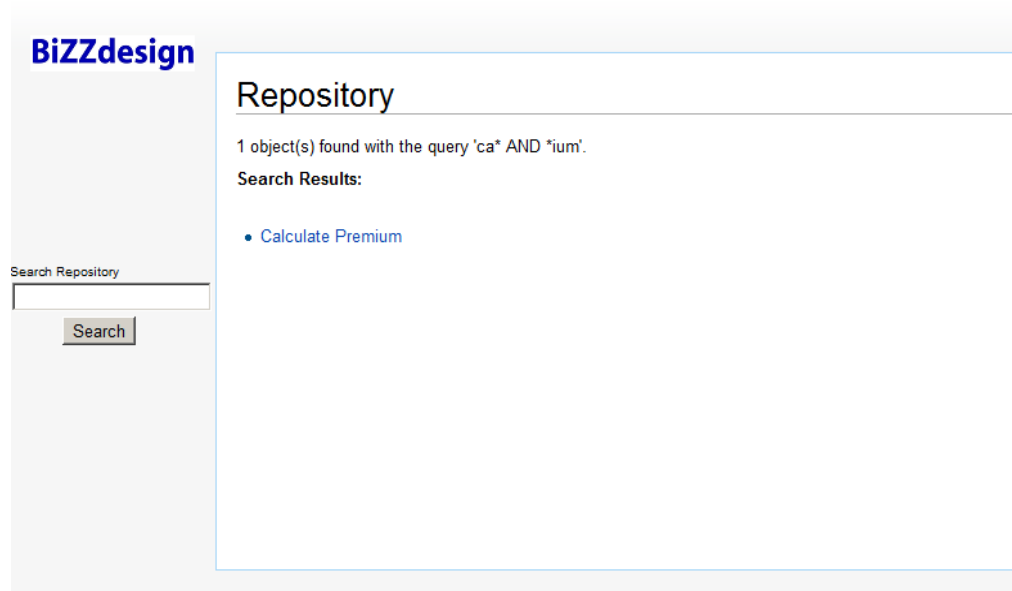 BiZZdesign
Repository
1 object(s) found with the query 'ca* AND *ium'.
Search Results:
• Calculate Premium
Search Repository
Search